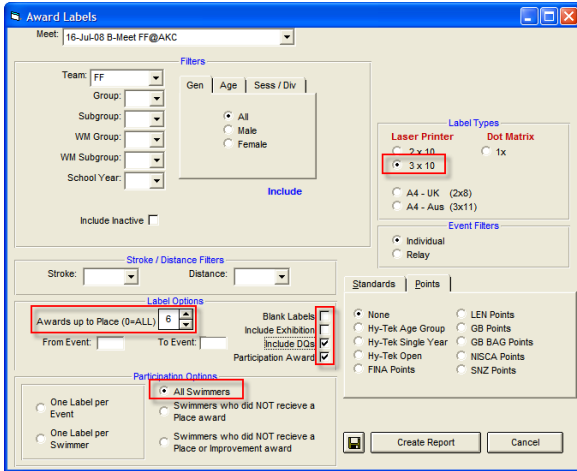 Award Labels
Meet: 16-Jul-08 B-Meet FF@AKC
Filters
Team: FF
Group:
Subgroup:
WM Group:
WM Subgroup:
School Year:
Include Inactive
Gen Age Sess / Div
All
Male
Female
Include
Label Types
Laser Printer Dot Matrix
2 x 10 1x
3 x 10
A4 - UK (2x8)
A4 - Aus (3x11)
Event Filters
Individual
Relay
Stroke / Distance Filters
Stroke: Distance:
Label Options
Awards up to Place (0=ALL) 6
From Event: To Event:
Blank Labels
Include Exhibition
Include DQs
Participation Award
Participation Options
One Label per
Event
One Label per
Swimmer
All Swimmers
Swimmers who did NOT recieve a
Place award
Swimmers who did NOT recieve a
Place or Improvement award
Standards Points
None
Hy-Tek Age Group
Hy-Tek Single Year
Hy-Tek Open
FINA Points
LEN Points
GB Points
GB BAG Points
NISCA Points
SNZ Points
Create Report Cancel